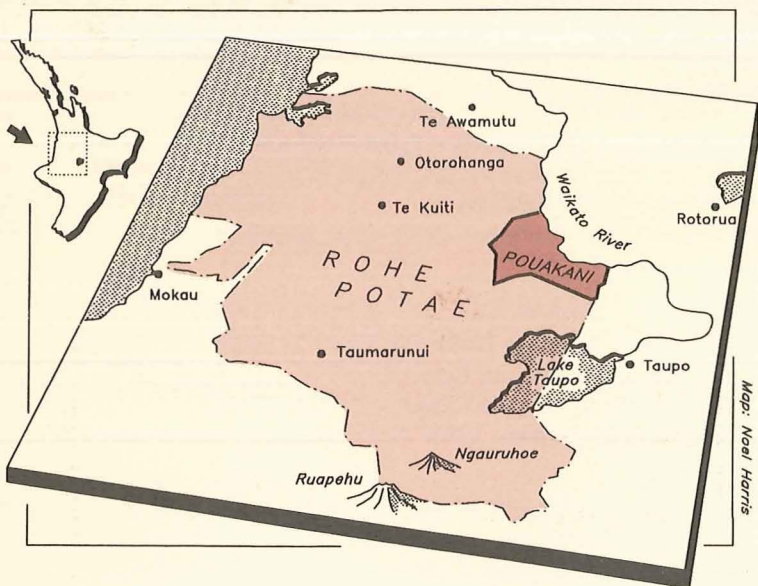 Te Awamutu
Otorohanga
Te Kuiti
Waikato River
Rotorua
ROHE
POTAE
POUAKANI
Mokau
Taumarunui
Lake
Taupo
Taupo
Ngauruhoe
Ruapehu
Map: Noel Harris